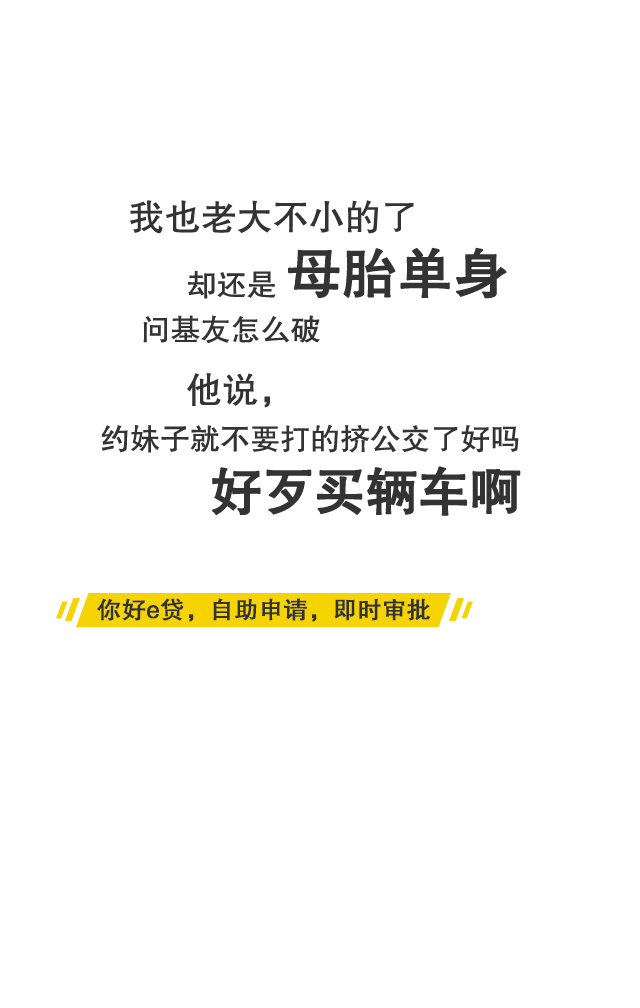 我也老大不小的了
却还是 母胎单身
问基友怎么破
他说，
约妹子就不要打的挤公交了好吗
好歹买辆车啊
你好e贷，自助申请，即时审批